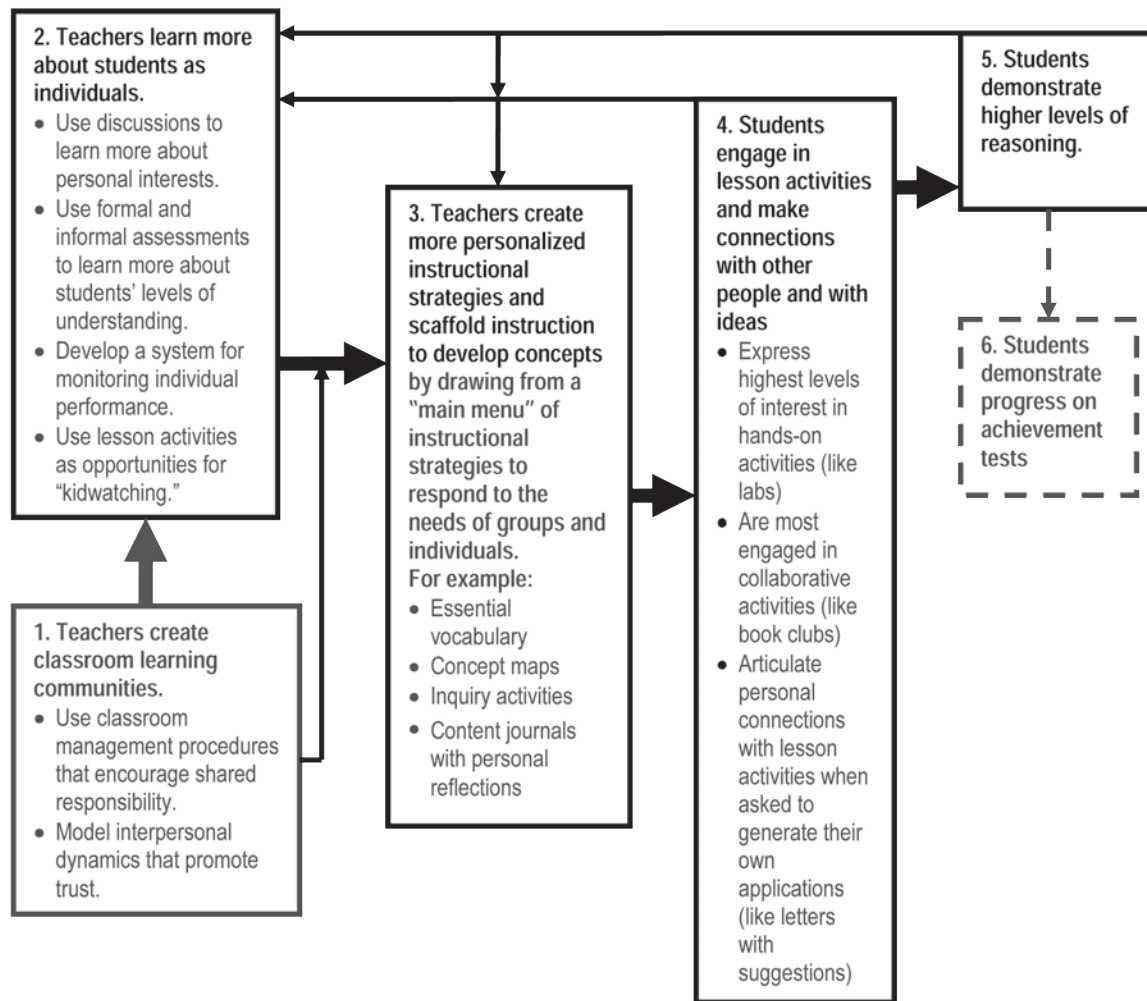 2. Teachers learn more
about students as
individuals.
• Use discussions to
learn more about
personal interests.
• Use formal and
informal assessments
to learn more about
students’ levels of
understanding.
• Develop a system for
monitoring individual
performance.
• Use lesson activities
as opportunities for
“kidwatching.”
1. Teachers create
classroom learning
communities.
• Use classroom
management procedures
that encourage shared
responsibility.
• Model interpersonal
dynamics that promote
trust.
3. Teachers create
more personalized
instructional
strategies and
scaffold instruction
to develop concepts
by drawing from a
“main menu” of
instructional
strategies to
respond to the
needs of groups and
individuals.
For example:
• Essential
vocabulary
• Concept maps
• Inquiry activities
• Content journals
with personal
reflections
4. Students
engage in
lesson activities
and make
connections
with other
people and with
ideas
• Express
highest levels
of interest in
hands-on
activities (like
labs)
• Are most
engaged in
collaborative
activities (like
book clubs)
• Articulate
personal
connections
with lesson
activities when
asked to
generate their
own
applications
(like letters
with
suggestions)
5. Students
demonstrate
higher levels of
reasoning.
6. Students
demonstrate
progress on
achievement
tests